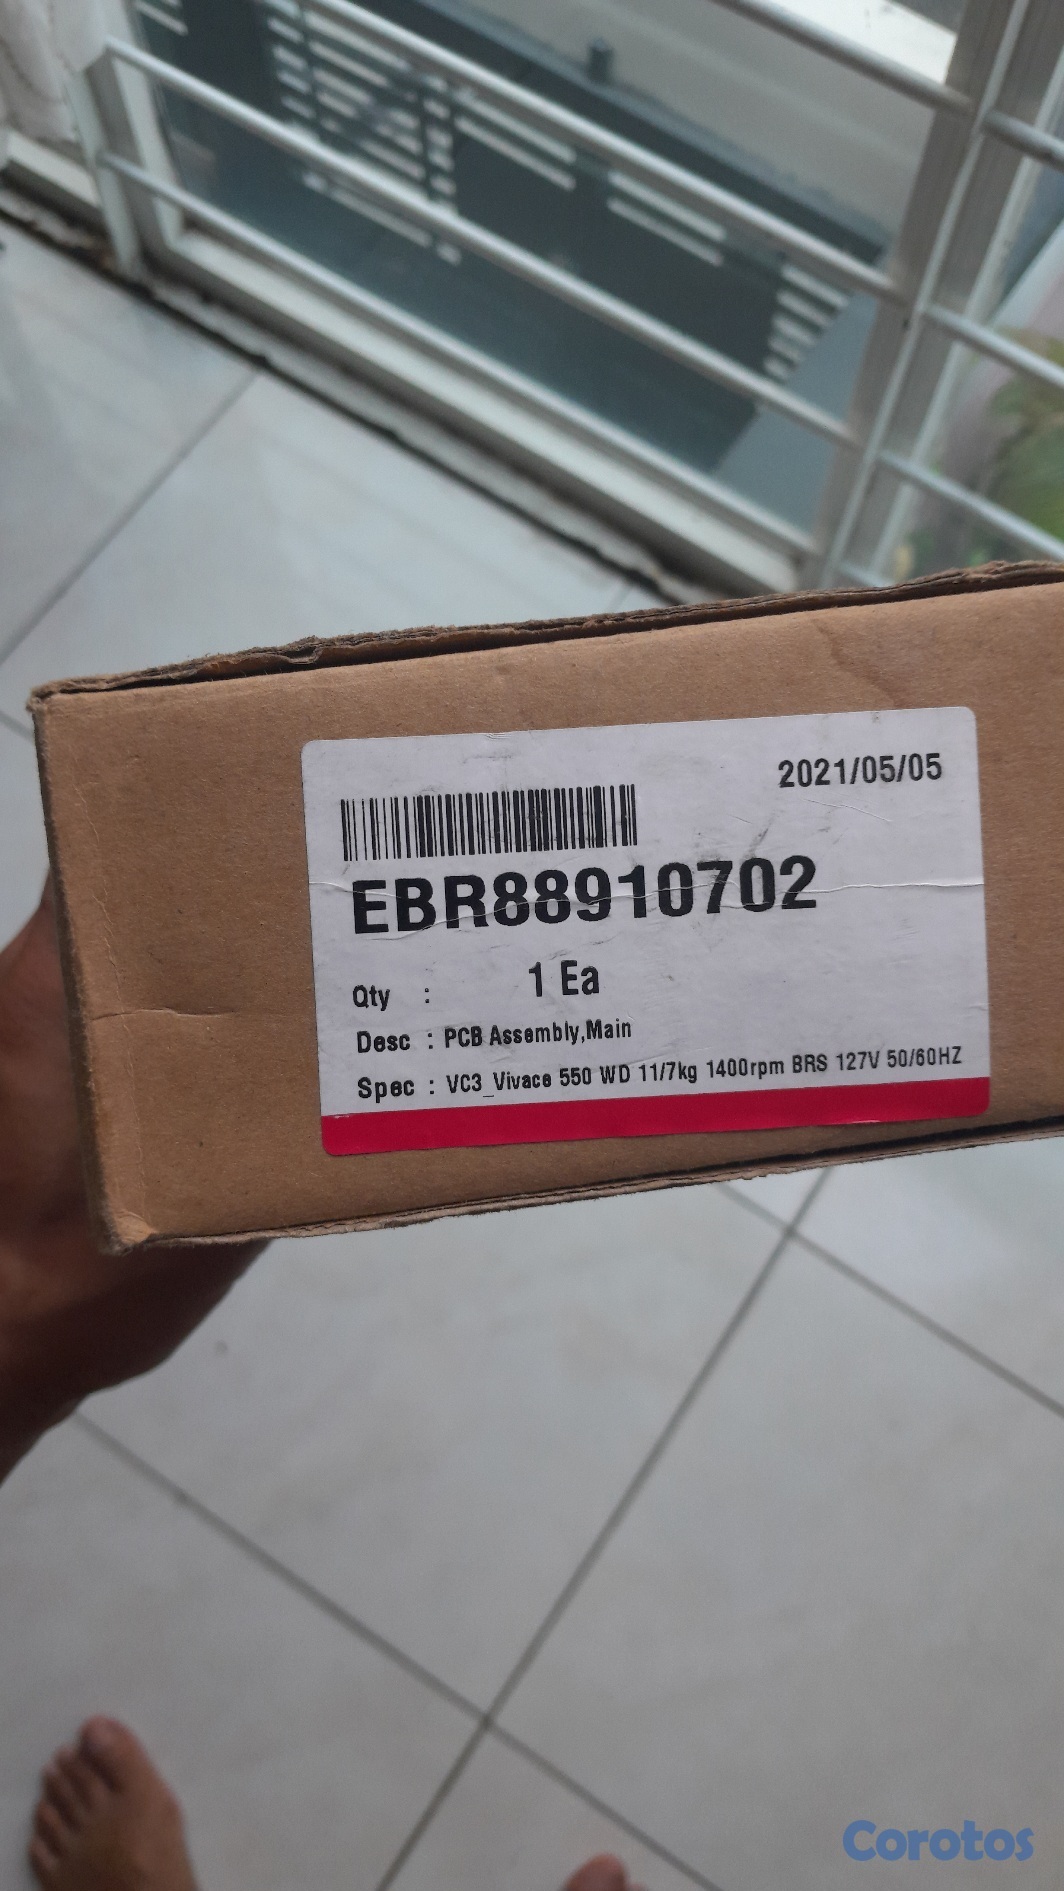 2021/05/05
EBR88910702
Qty : 1 Ea
Desc : PCB Assembly,Main
Spec : VC3_Vivace 550 WD 11/7kg 1400rpm BRS 127V 50/60HZ
Corotos